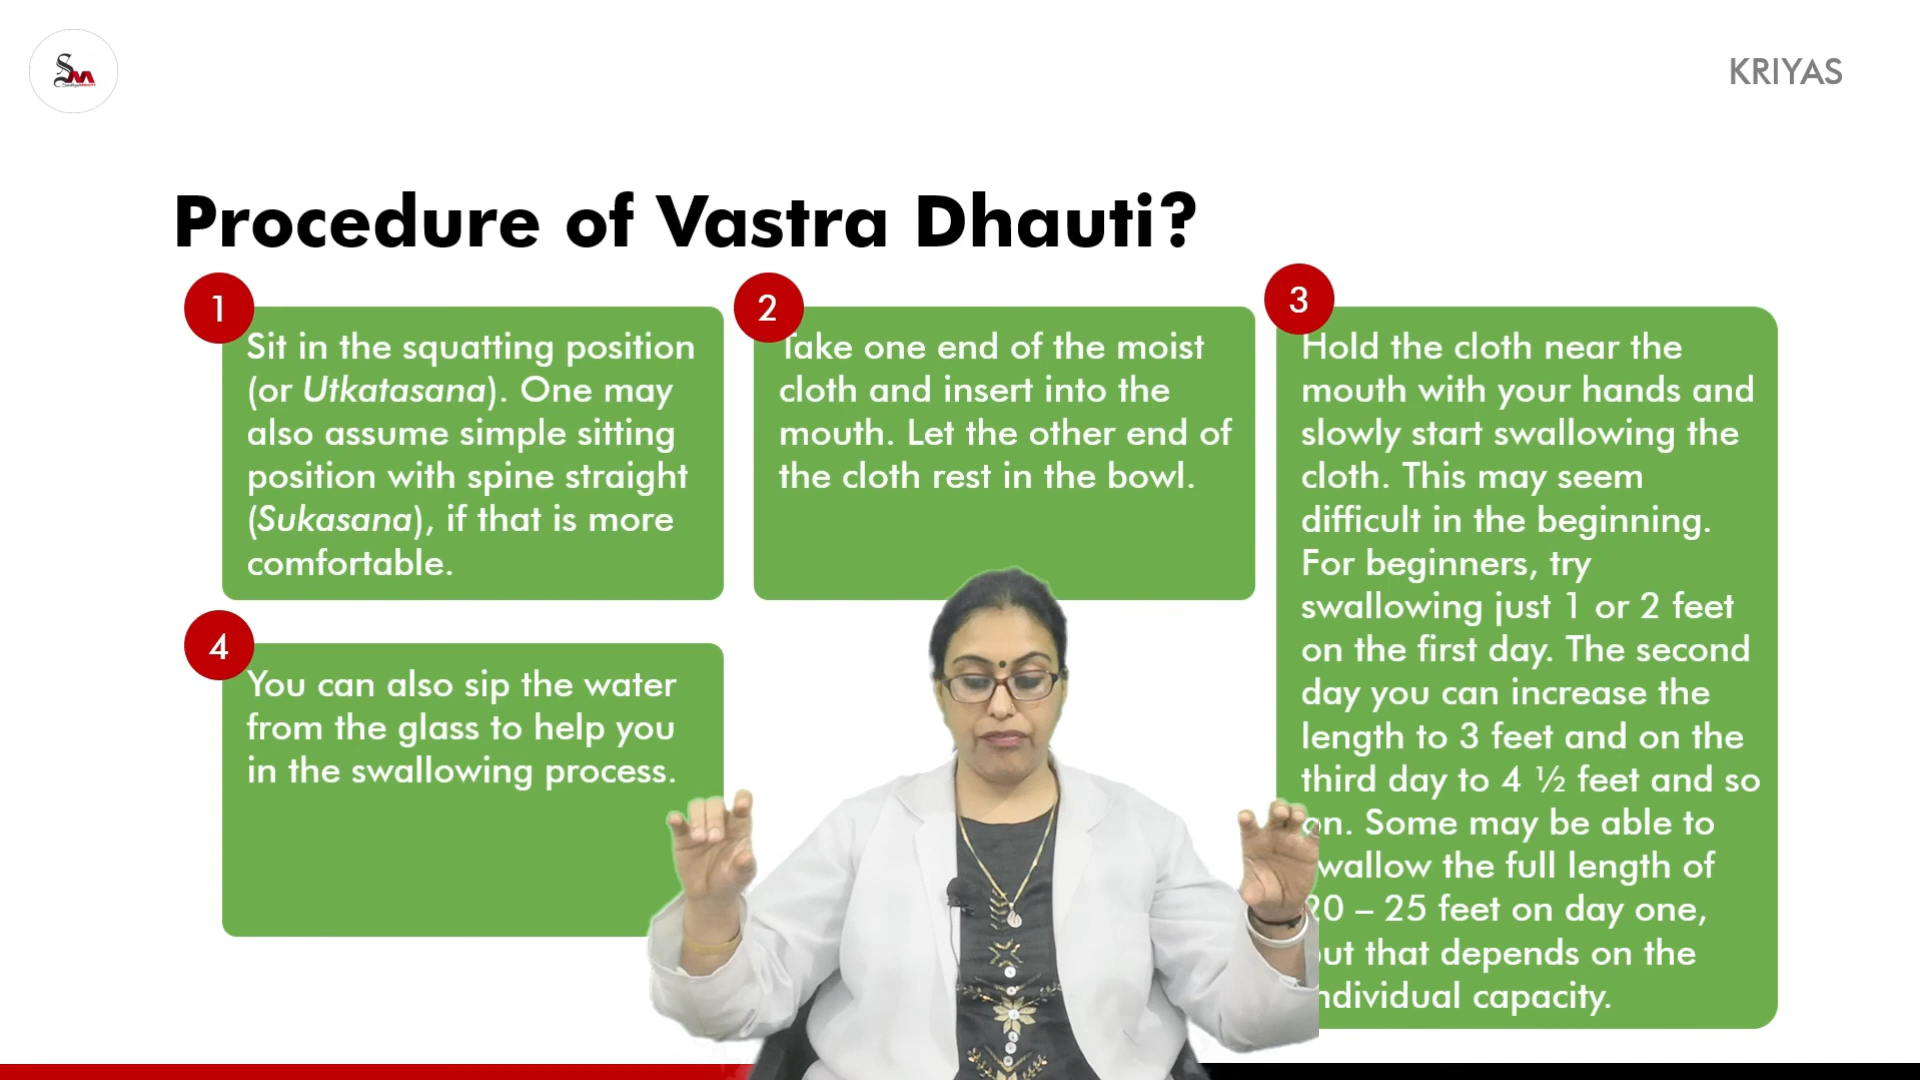 SM
KRIYAS
Procedure of Vastra Dhauti?
1
Sit in the squatting position
(or Utkatasana). One may
also assume simple sitting
position with spine straight
(Sukasana), if that is more
comfortable.
2
Take one end of the moist
cloth and insert into the
mouth. Let the other end of
the cloth rest in the bowl.
3
Hold the cloth near the
mouth with your hands and
slowly start swallowing the
cloth. This may seem
difficult in the beginning.
For beginners, try
swallowing just 1 or 2 feet
on the first day. The second
day you can increase the
length to 3 feet and on the
third day to 4 ½ feet and so
on. Some may be able to
swallow the full length of
20 – 25 feet on day one,
but that depends on the
individual capacity.
4
You can also sip the water
from the glass to help you
in the swallowing process.